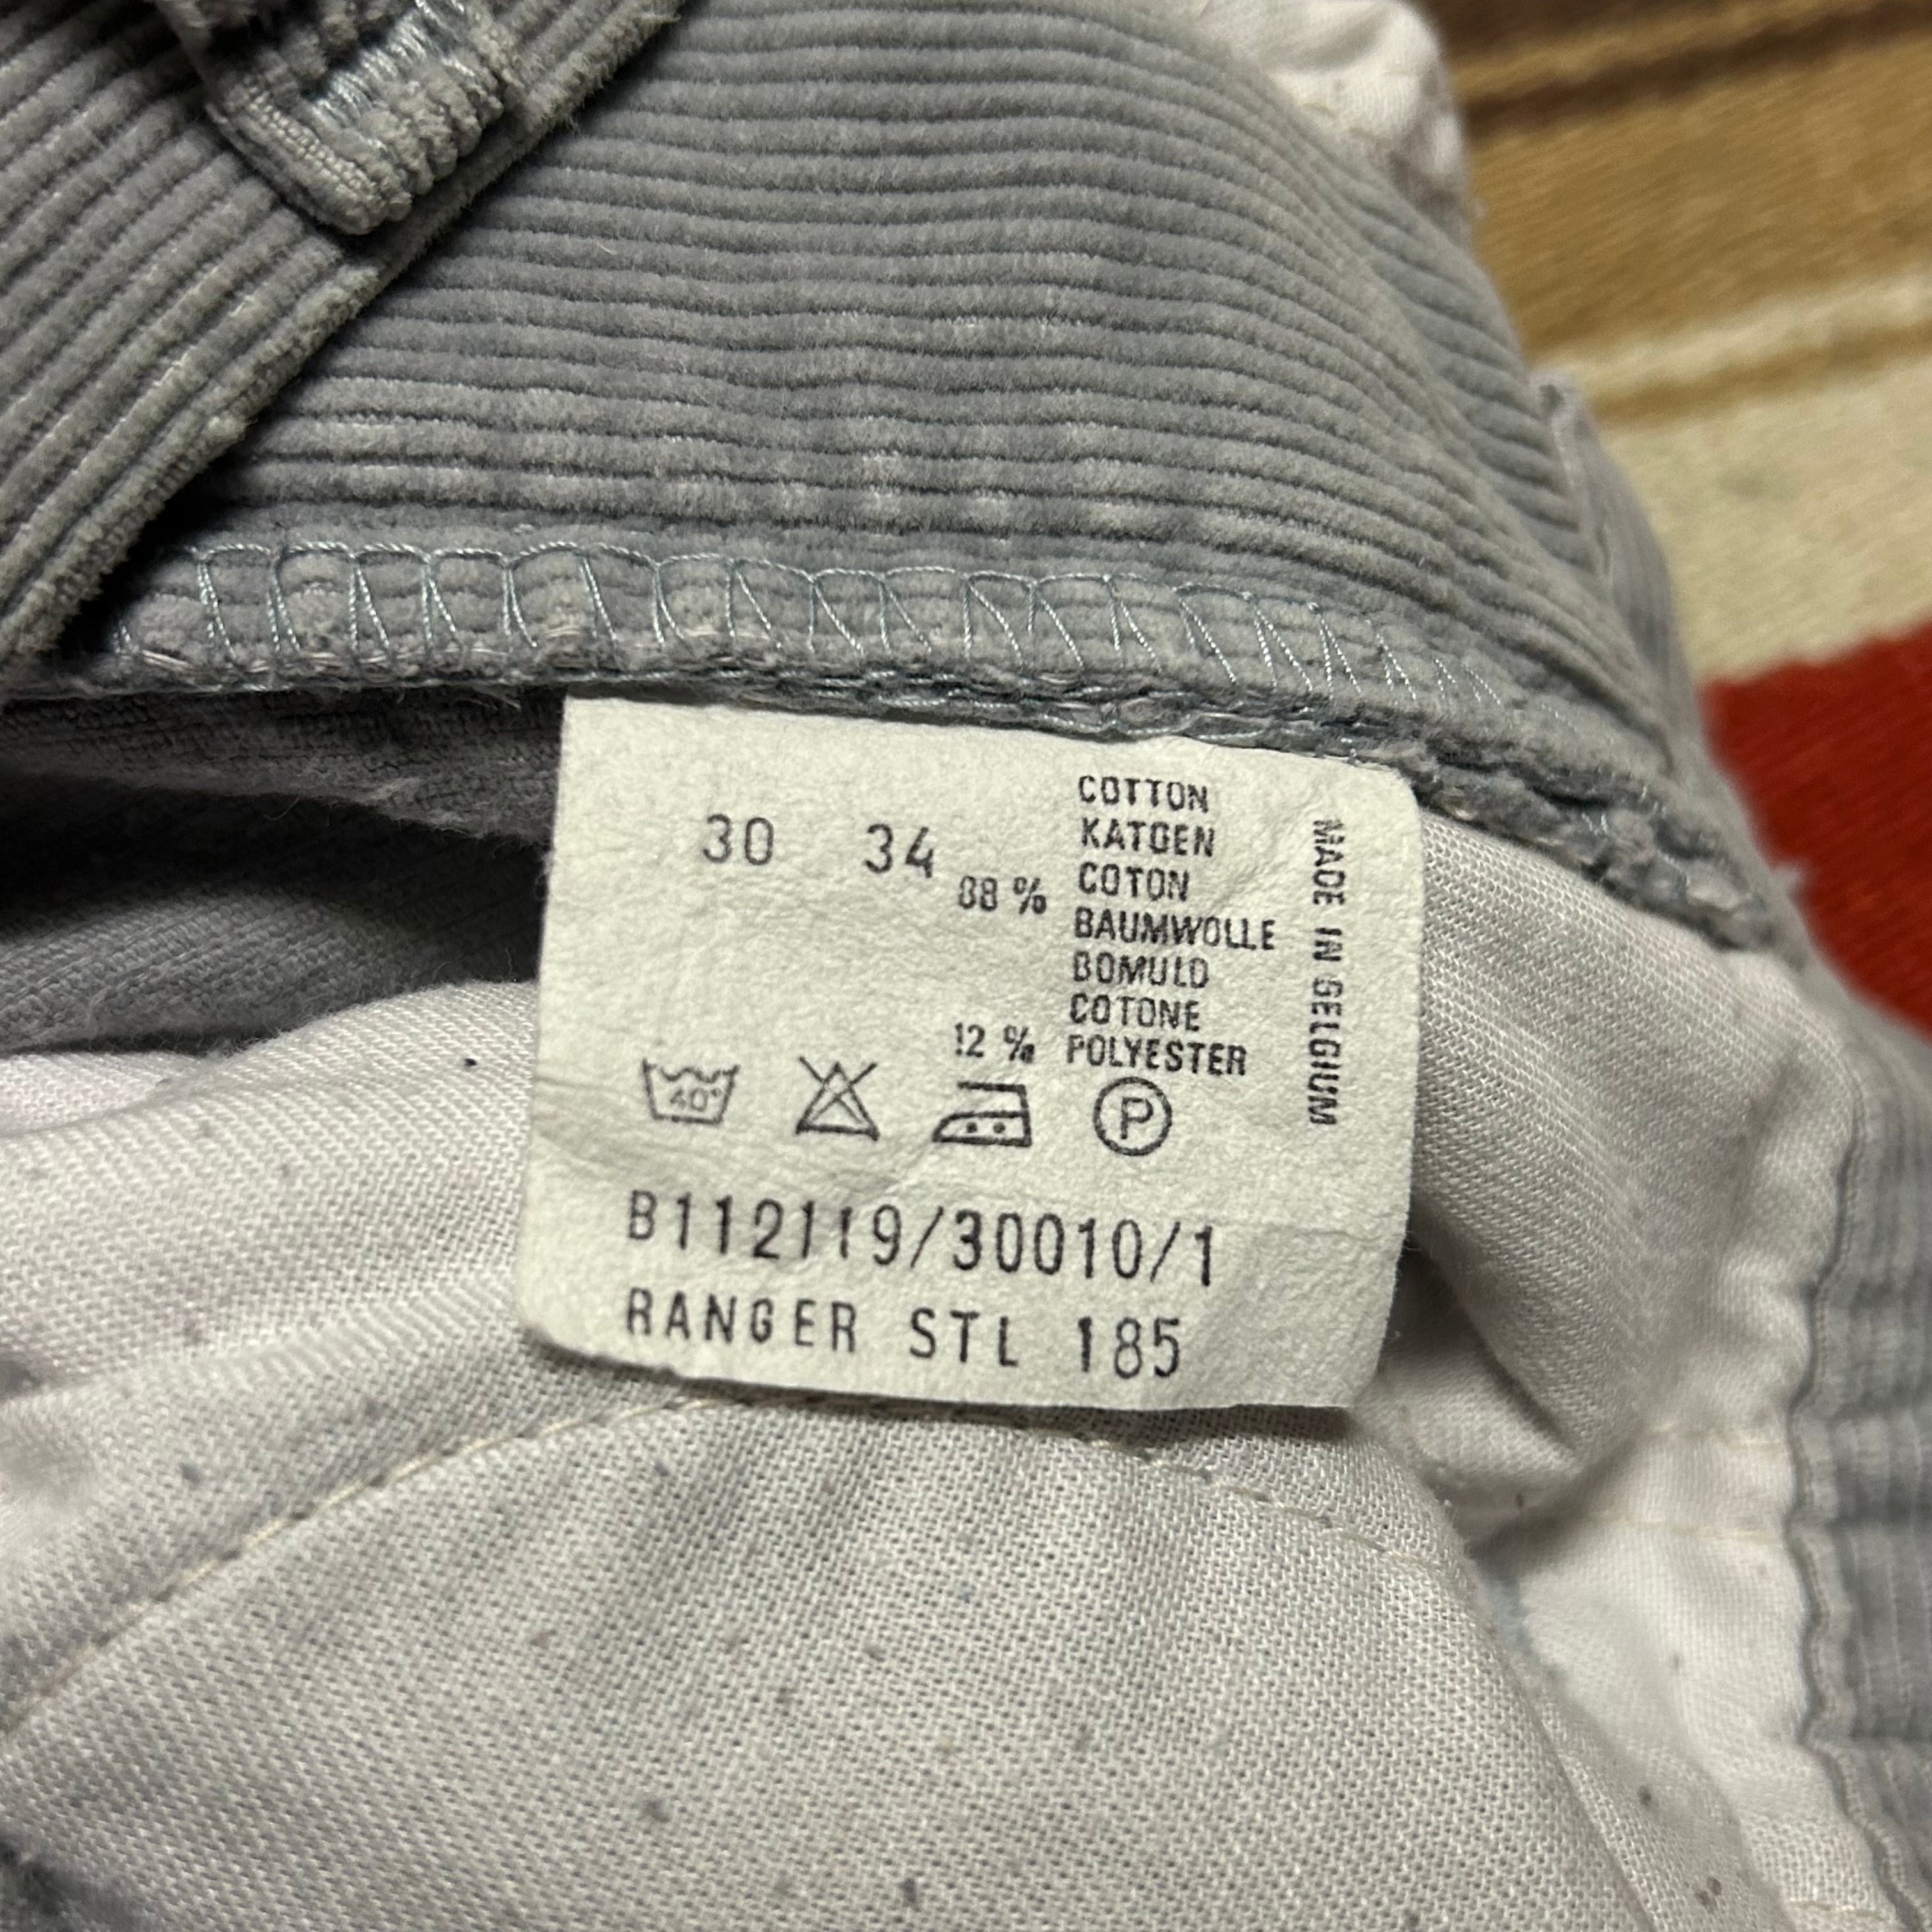 30 34
88 % COTTON
KATOEN
COTON
BAUMWOLLE
BOMULD
COTONE
12 % POLYESTER
MADE IN BELGIUM
40°
P
B112119/30010/1
RANGER STL 185